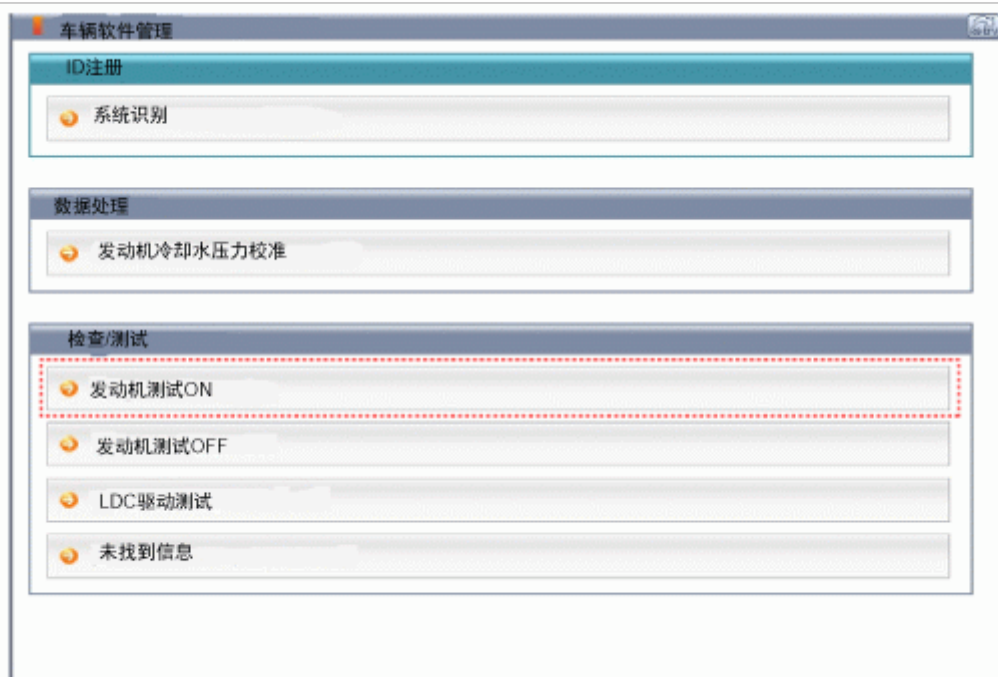 车辆软件管理
ID注册
系统识别
数据处理
发动机冷却水压力校准
检查/测试
发动机测试ON
发动机测试OFF
LDC驱动测试
未找到信息